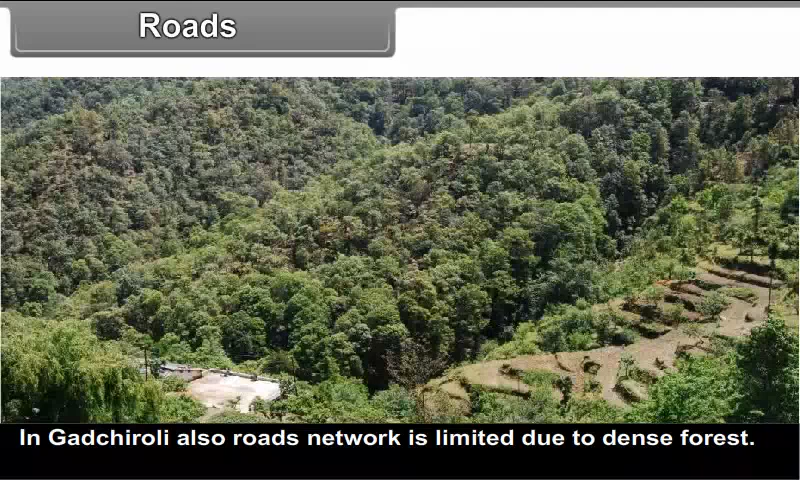 Roads
In Gadchiroli also roads network is limited due to dense forest.